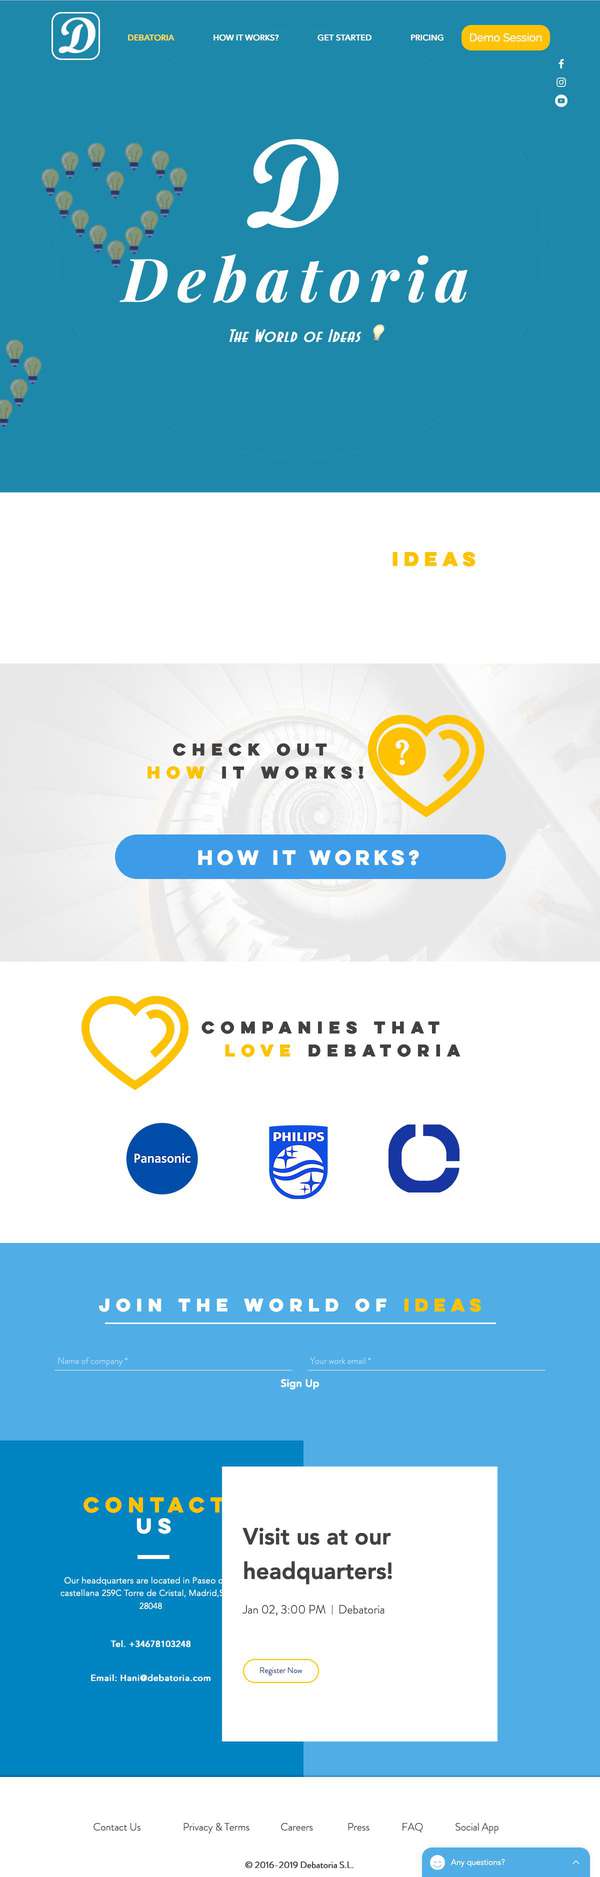 D
DEBATORIA
HOW IT WORKS?
GET STARTED
PRICING
Demo Session
D
Debatoria
The World of Ideas
IDEAS
CHECK OUT
HOW IT WORKS!
?
HOW IT WORKS?
COMPANIES THAT
LOVE DEBATORIA
Panasonic
PHILIPS
JOIN THE WORLD OF IDEAS
Name of company *
Your work email *
Sign Up
CONTACT
US
Our headquarters are located in Paseo
castellana 259C Torre de Cristal, Madrid,
28048
Tel. +34678103248
Email: Hani@debatoria.com
Visit us at our
headquarters!
Jan 02, 3:00 PM | Debatoria
Register Now
Contact Us
Privacy & Terms
Careers
Press
FAQ
Social App
© 2016-2019 Debatoria S.L.
Any questions?